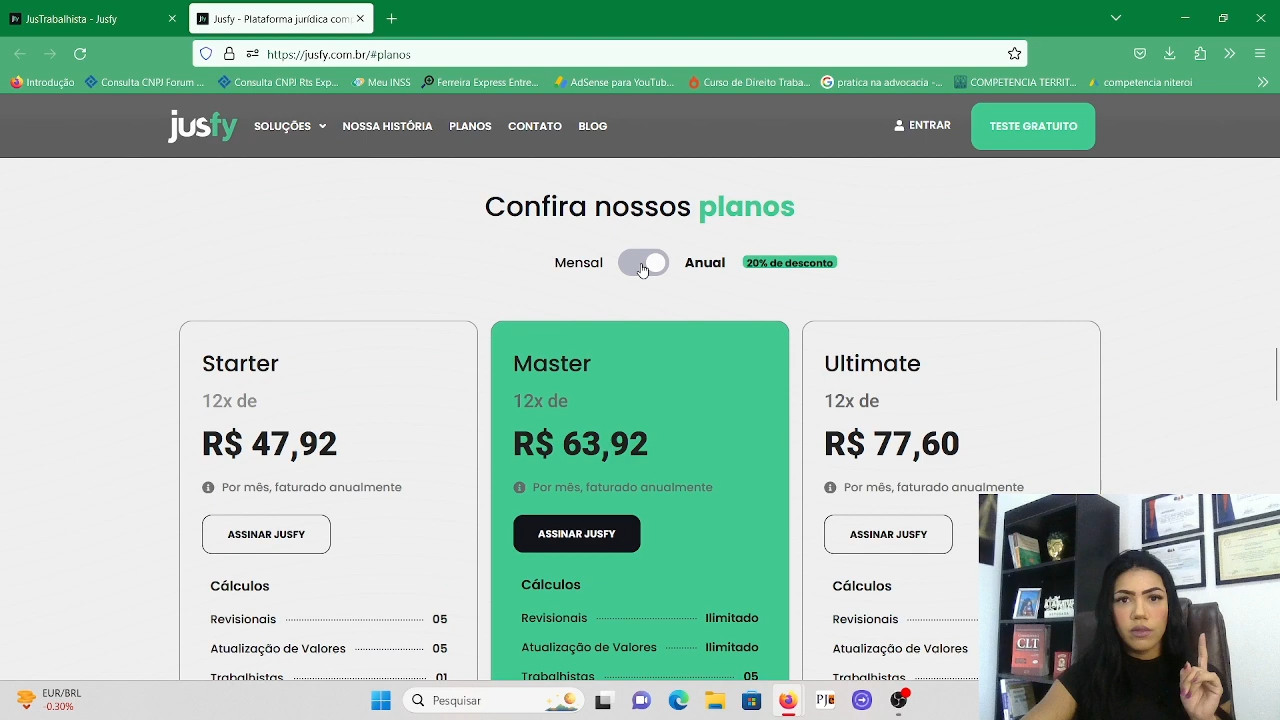 JusTrabalhista - Jusfy
Jusfy - Plataforma jurídica com
https://jusfy.com.br/#planos
Introdução
Consulta CNPJ Forum ...
Consulta CNPJ Rts Exp...
Meu INSS
Ferreira Express Entre...
AdSense para YouTub...
Curso de Direito Traba...
pratica na advocacia -...
COMPETENCIA TERRIT...
competencia niteroi
jusfy
SOLUÇÕES
NOSSA HISTÓRIA
PLANOS
CONTATO
BLOG
ENTRAR
TESTE GRATUITO
Confira nossos planos
Mensal
Anual
20% de desconto
Starter
12x de
R$ 47,92
Por mês, faturado anualmente
ASSINAR JUSFY
Cálculos
Revisionais 05
Atualização de Valores 05
Trabalhistas 01
Master
12x de
R$ 63,92
Por mês, faturado anualmente
ASSINAR JUSFY
Cálculos
Revisionais Ilimitado
Atualização de Valores Ilimitado
Trabalhistas 05
Ultimate
12x de
R$ 77,60
Por mês, faturado anualmente
ASSINAR JUSFY
Cálculos
Revisionais
Atualização de Valores
Trabalhistas
CLT
EUR/BRL
-0.30%
Pesquisar
PJe